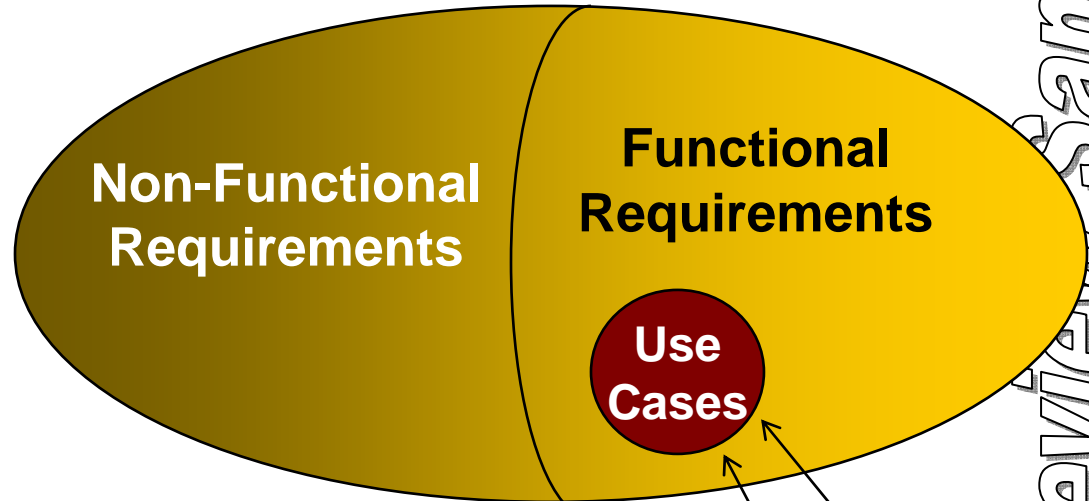 Non-Functional
Requirements
Functional
Requirements
Use
Cases